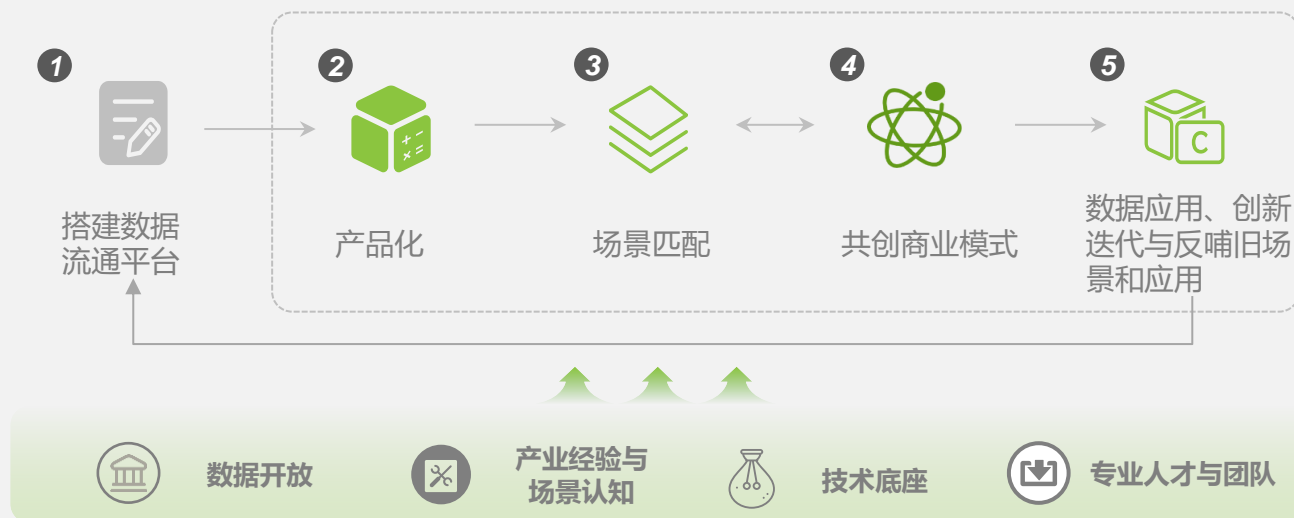 1
2
3
4
5
C
搭建数据
流通平台
产品化
场景匹配
共创商业模式
数据应用、创新
迭代与反哺旧场
景和应用
数据开放
产业经验与
场景认知
技术底座
专业人才与团队